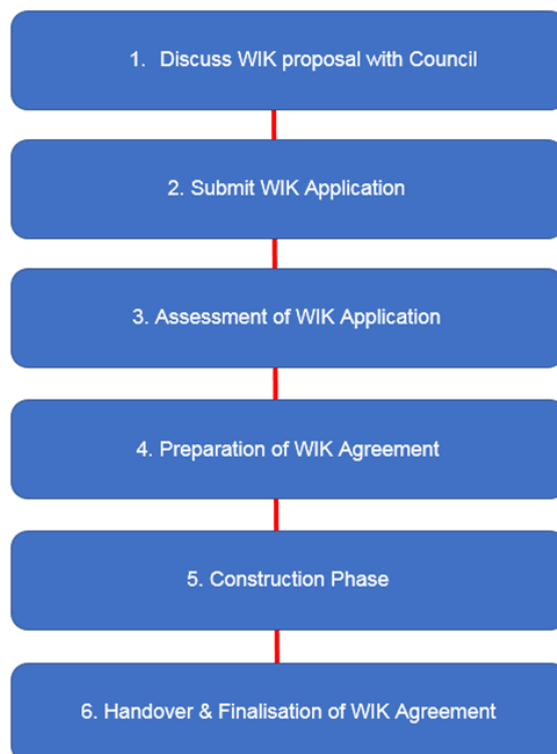 1. Discuss WIK proposal with Council
2. Submit WIK Application
3. Assessment of WIK Application
4. Preparation of WIK Agreement
5. Construction Phase
6. Handover & Finalisation of WIK Agreement